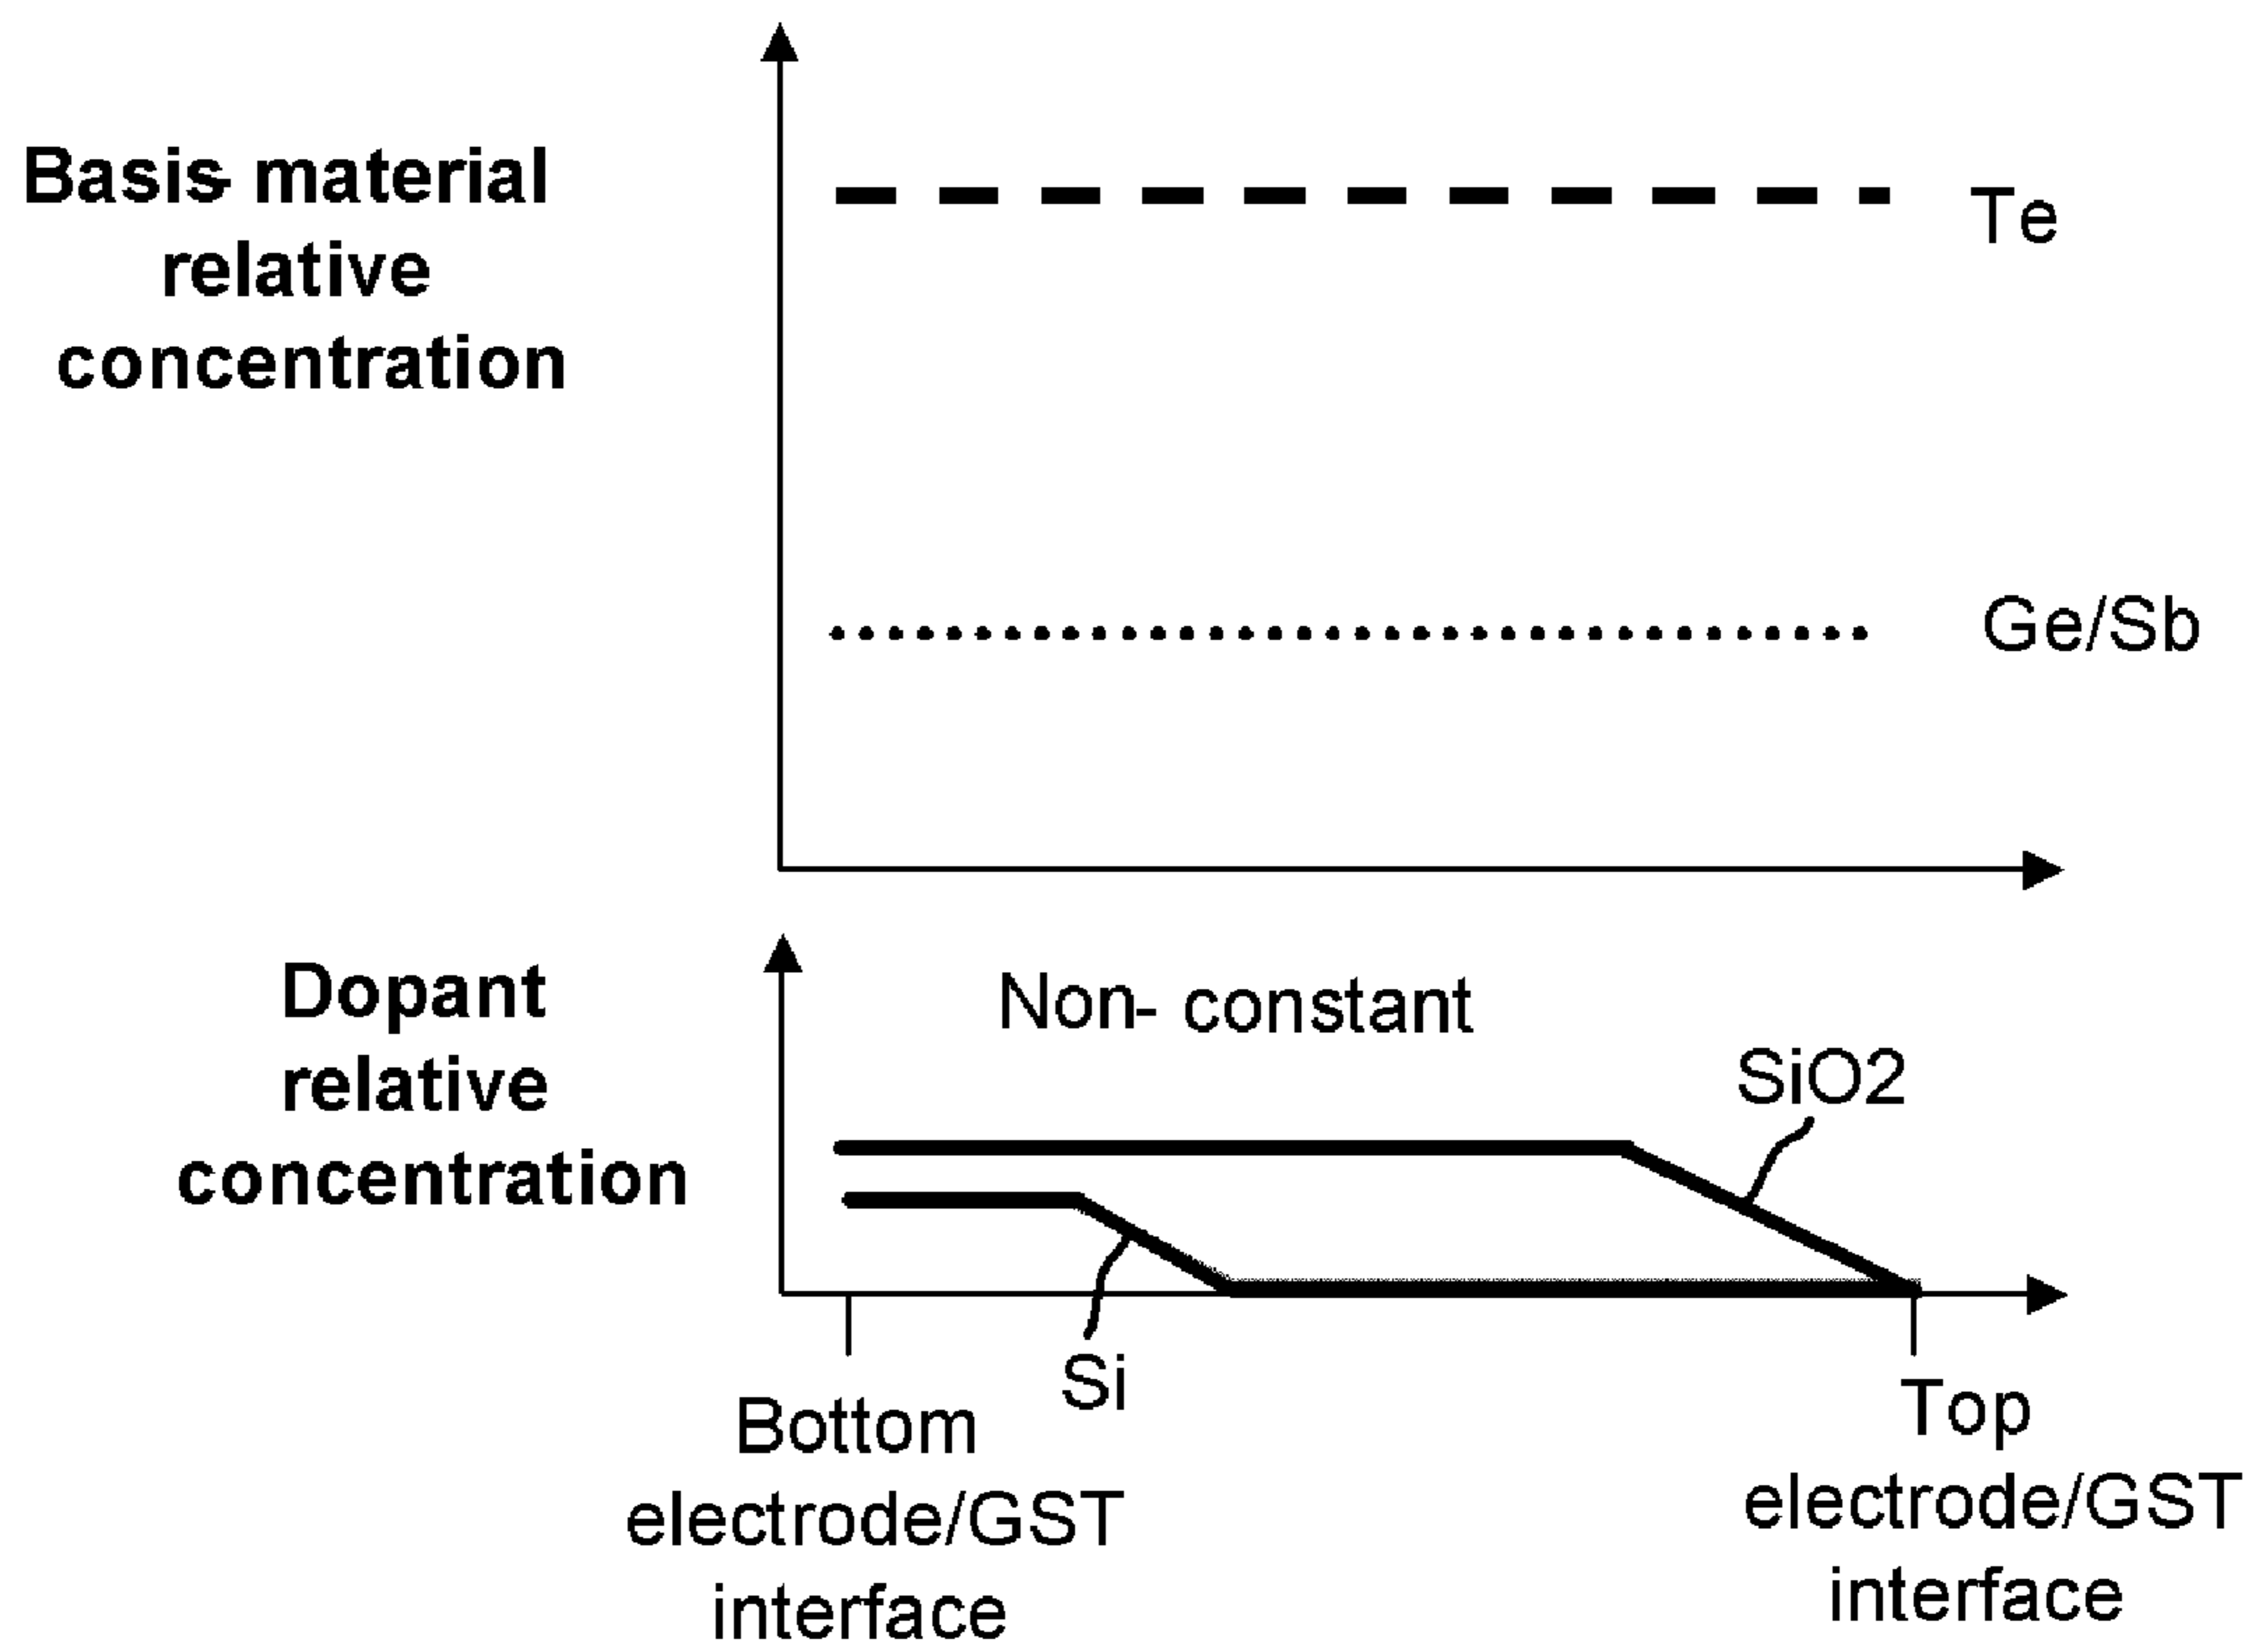 Basis material
relative
concentration
Te
Ge/Sb
Dopant
relative
concentration
Non- constant
SiO2
Si
Bottom
electrode/GST
interface
Top
electrode/GST
interface